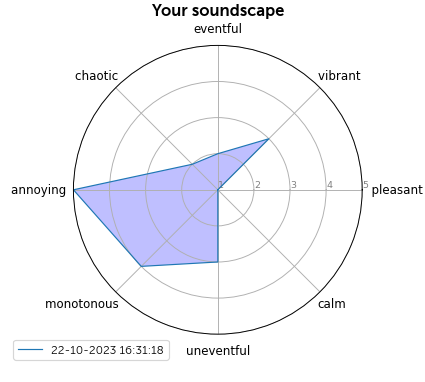 Your soundscape
eventful
chaotic
vibrant
annoying
1 2 3 4 5
pleasant
monotonous
calm
uneventful
22-10-2023 16:31:18